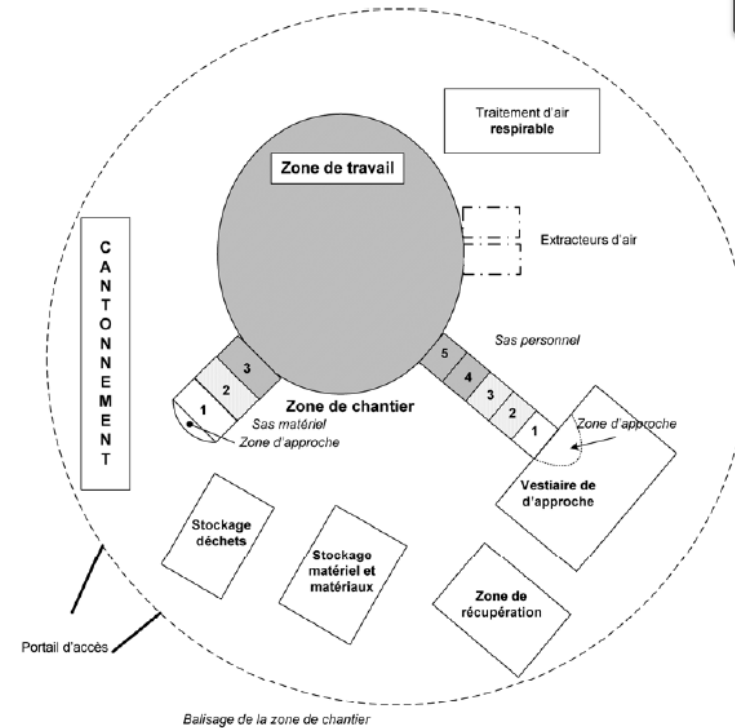 Traitement d'air
respirable
Zone de travail
Extracteurs d'air
CANTONNEMENT
Sas personnel
5
4
3
2
1
3
2
1
Zone de chantier
Sas matériel
Zone d'approche
Zone d'approche
Vestiaire de
d'approche
Stockage
déchets
Stockage
matériel et
matériaux
Zone de
récupération
Portail d'accès
Balisage de la zone de chantier